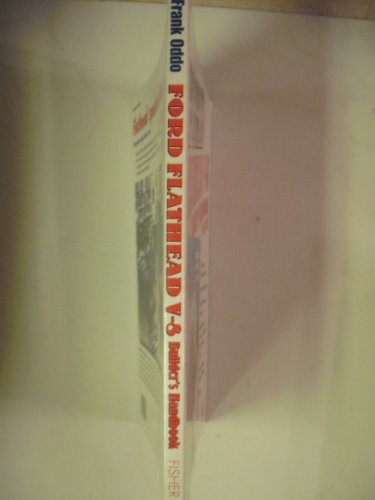 Frank Oddo FORD FLATHEAD V-8 Builder's Handbook FISHER